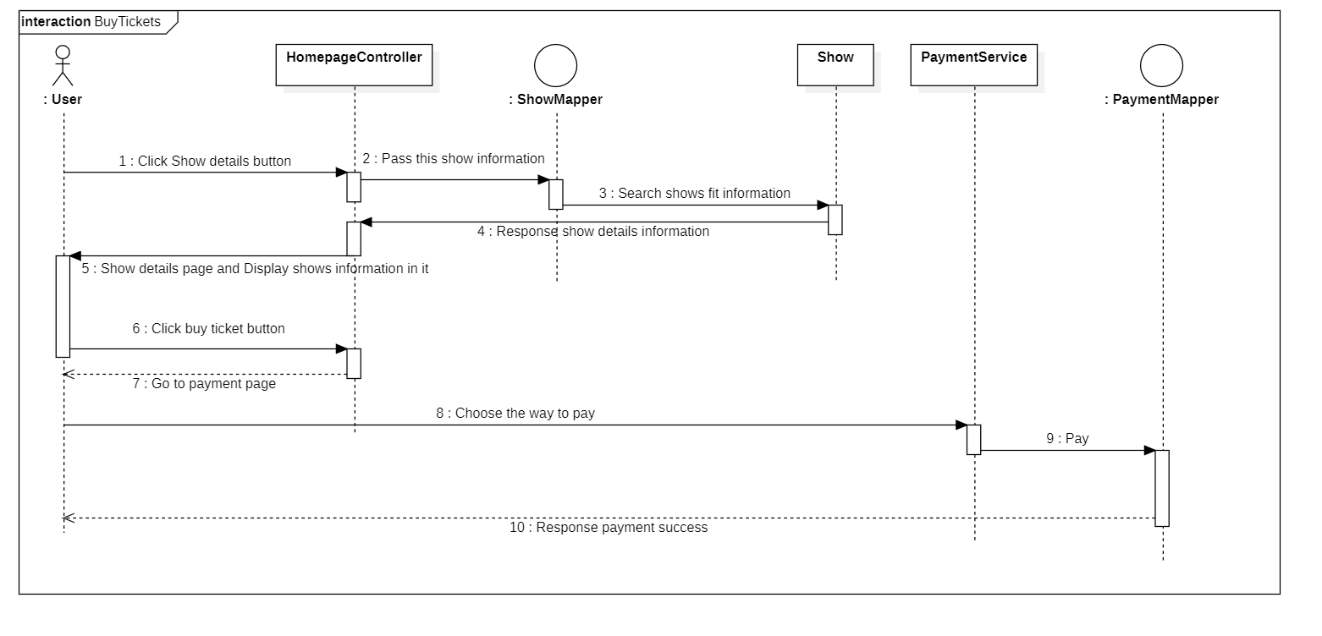 interaction BuyTickets
HomepageController
Show
PaymentService
: User
: ShowMapper
: PaymentMapper
1 : Click Show details button
2 : Pass this show information
3 : Search shows fit information
4 : Response show details information
5 : Show details page and Display shows information in it
6 : Click buy ticket button
7 : Go to payment page
8 : Choose the way to pay
9 : Pay
10 : Response payment success